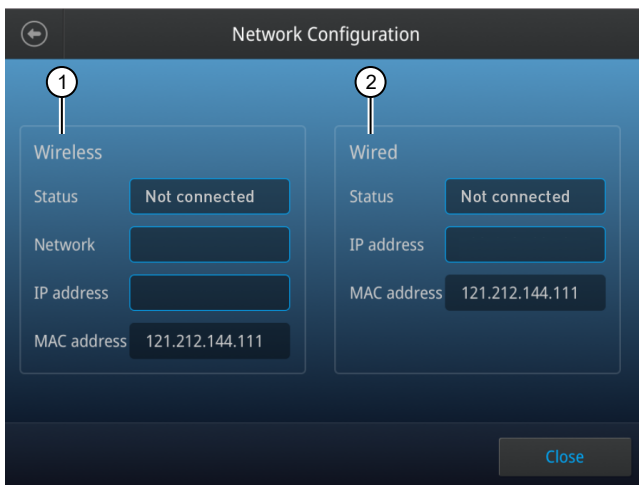 Network Configuration
1
2
Wireless
Status Not connected
Network
IP address
MAC address 121.212.144.111
Wired
Status Not connected
IP address
MAC address 121.212.144.111
Close